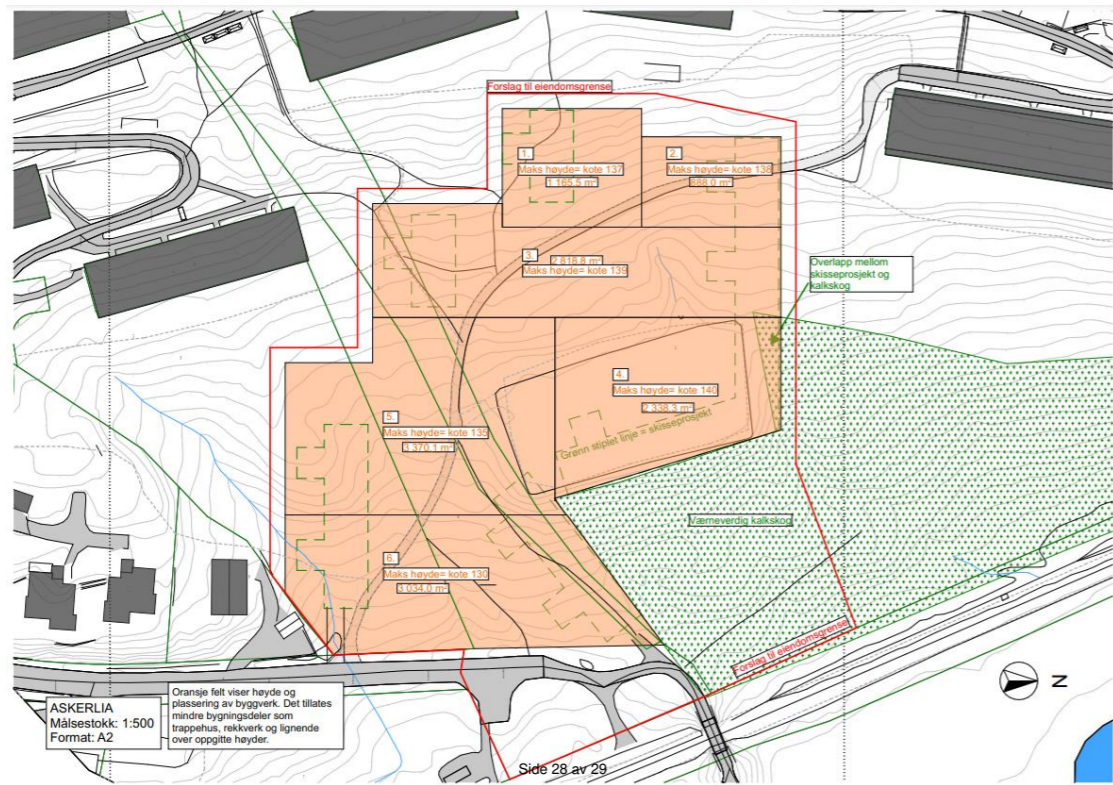 Forslag til eiendomsgrense
1.
Maks høyde= kote 137
1 165.5 m²
2.
Maks høyde= kote 138
888.0 m²
3.
2 818.8 m²
Maks høyde= kote 139
Overlapp mellom
skisseprosjekt og
kalkskog
4.
Maks høyde= kote 140
2 338.3 m²
Grønn stiplet linje = skisseprosjekt
5.
Maks høyde= kote 135
3 370.1 m²
Værneverdig kalkskog
6.
Maks høyde= kote 130
3 034.0 m²
Forslag til eiendomsgrense
N
ASKERLIA
Målsestokk: 1:500
Format: A2
Oransje felt viser høyde og
plassering av byggverk. Det tillates
mindre bygningsdeler som
trappehus, rekkverk og lignende
over oppgitte høyder.
Side 28 av 29